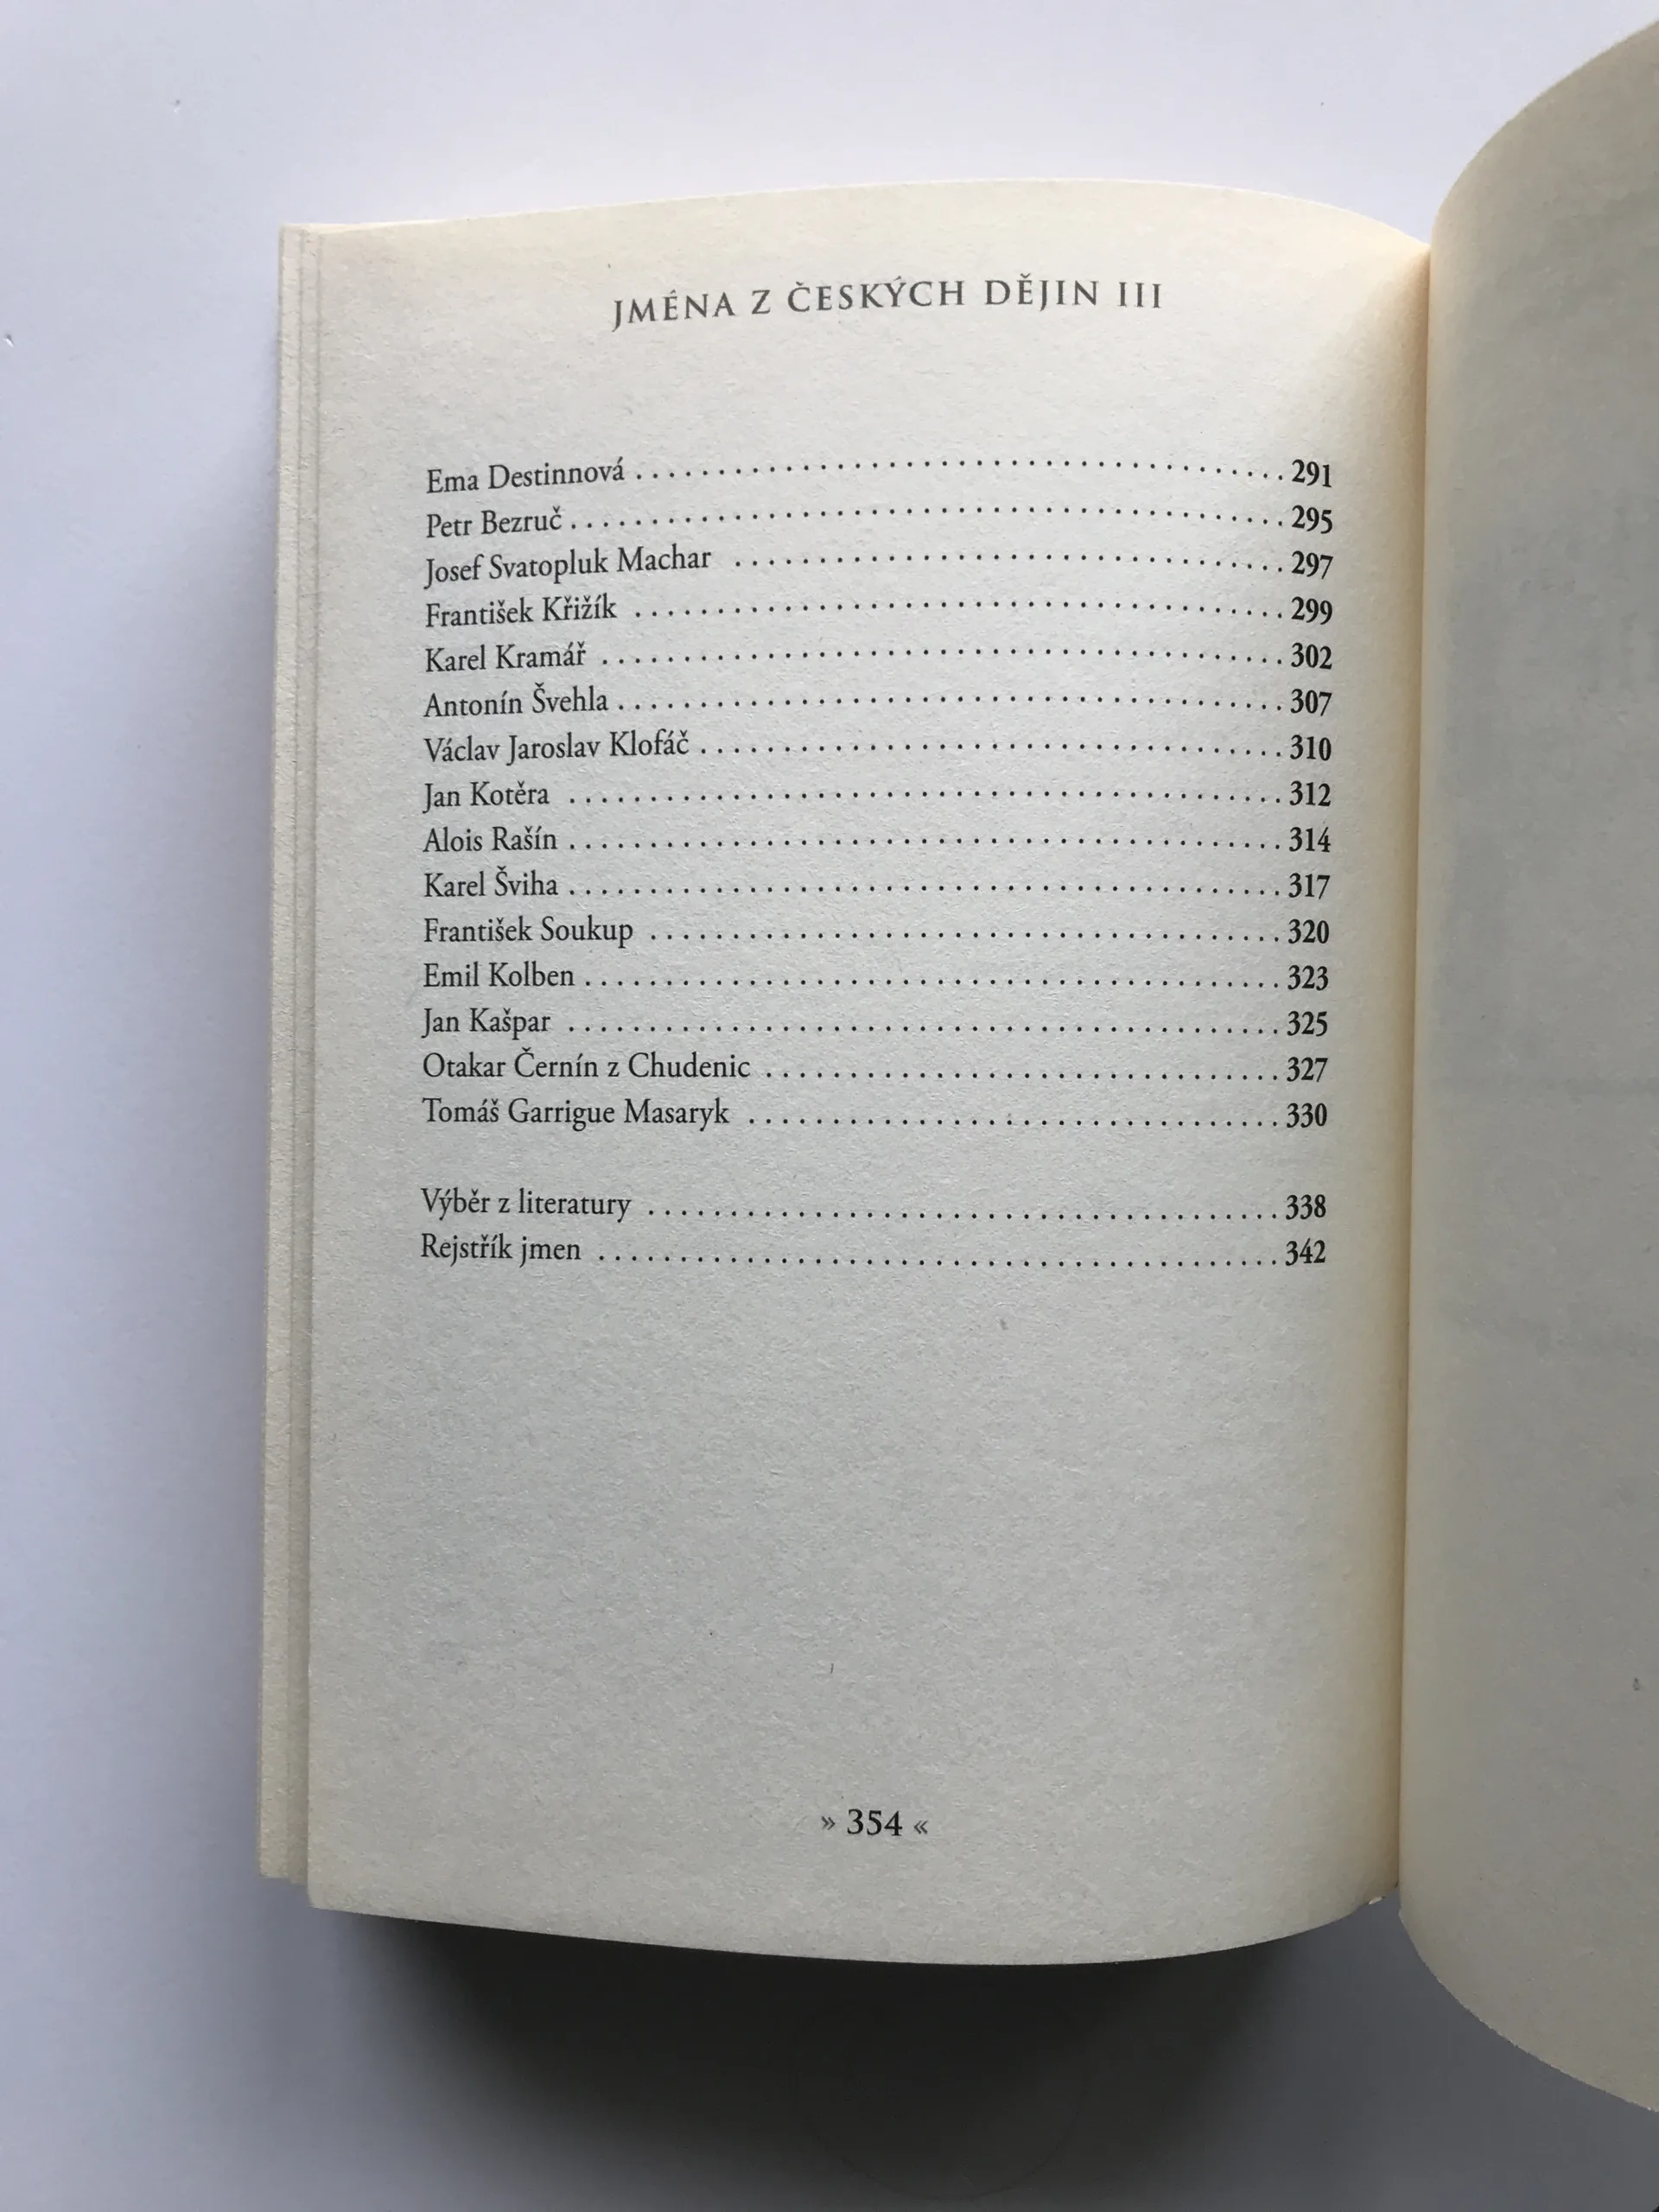 JMÉNA Z ČESKÝCH DĚJIN III
Ema Destinnová . . . . . . . . . . . . . . . . . . . . . . . . . . . . . . . . . . . . . . . . 291
Petr Bezruč . . . . . . . . . . . . . . . . . . . . . . . . . . . . . . . . . . . . . . . . 295
Josef Svatopluk Machar . . . . . . . . . . . . . . . . . . . . . . . . . . . . . . . . . . 297
František Křižík . . . . . . . . . . . . . . . . . . . . . . . . . . . . . . . . . . . . . . . . 299
Karel Kramář . . . . . . . . . . . . . . . . . . . . . . . . . . . . . . . . . . . . . . . . 302
Antonín Švehla . . . . . . . . . . . . . . . . . . . . . . . . . . . . . . . . . . . . . . . . 307
Václav Jaroslav Klofáč . . . . . . . . . . . . . . . . . . . . . . . . . . . . . . . . . . . . 310
Jan Kotěra . . . . . . . . . . . . . . . . . . . . . . . . . . . . . . . . . . . . . . . . 312
Alois Rašín . . . . . . . . . . . . . . . . . . . . . . . . . . . . . . . . . . . . . . . . 314
Karel Šviha . . . . . . . . . . . . . . . . . . . . . . . . . . . . . . . . . . . . . . . . 317
František Soukup . . . . . . . . . . . . . . . . . . . . . . . . . . . . . . . . . . . . . . 320
Emil Kolben . . . . . . . . . . . . . . . . . . . . . . . . . . . . . . . . . . . . . . . . 323
Jan Kašpar . . . . . . . . . . . . . . . . . . . . . . . . . . . . . . . . . . . . . . . . 325
Otakar Černín z Chudenic . . . . . . . . . . . . . . . . . . . . . . . . . . . . . . . . 327
Tomáš Garrigue Masaryk . . . . . . . . . . . . . . . . . . . . . . . . . . . . . . . . . 330
Výběr z literatury . . . . . . . . . . . . . . . . . . . . . . . . . . . . . . . . . . . . . . . 338
Rejstřík jmen . . . . . . . . . . . . . . . . . . . . . . . . . . . . . . . . . . . . . . . . 342
» 354 «